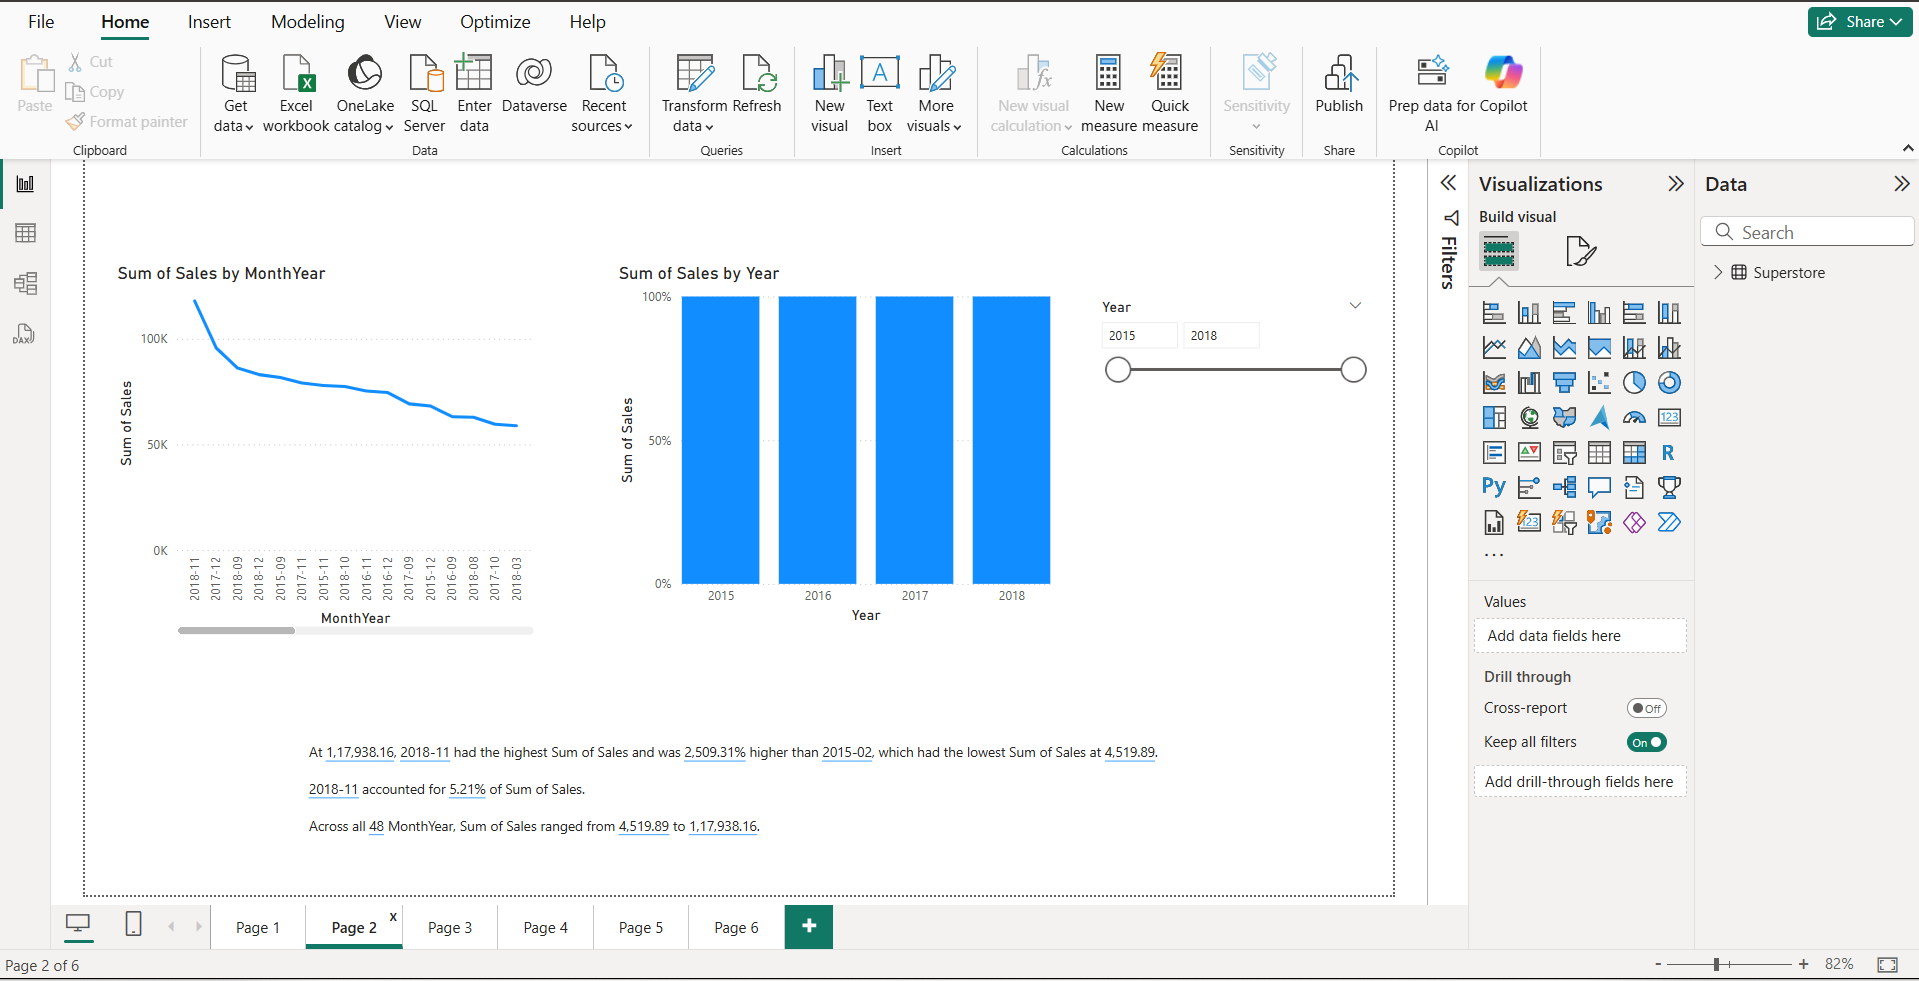 File Home Insert Modeling View Optimize Help Share
Paste Cut Copy Format painter Clipboard
Get data Excel workbook OneLake catalog SQL Server Enter data Dataverse Recent sources Data
Transform data Refresh Queries
New visual Text box More visuals Insert
New visual calculation New measure Quick measure Calculations
Sensitivity Sensitivity
Publish Share
Prep data for AI Copilot Copilot
Sum of Sales by MonthYear
Sum of Sales
100K
50K
0K
2018-11 2017-12 2018-09 2018-12 2015-09 2017-11 2015-11 2018-10 2016-11 2016-12 2017-09 2015-12 2016-09 2018-08 2017-10 2018-03
MonthYear
Sum of Sales by Year
Sum of Sales
100%
50%
0%
2015 2016 2017 2018
Year
Year
2015 2018
At 1,17,938.16, 2018-11 had the highest Sum of Sales and was 2,509.31% higher than 2015-02, which had the lowest Sum of Sales at 4,519.89.
2018-11 accounted for 5.21% of Sum of Sales.
Across all 48 MonthYear, Sum of Sales ranged from 4,519.89 to 1,17,938.16.
Filters
Visualizations
Build visual
123
R
Py
123
...
Values
Add data fields here
Drill through
Cross-report Off
Keep all filters On
Add drill-through fields here
Data
Search
Superstore
DAX
Page 1 Page 2 x Page 3 Page 4 Page 5 Page 6 +
Page 2 of 6
- + 82%